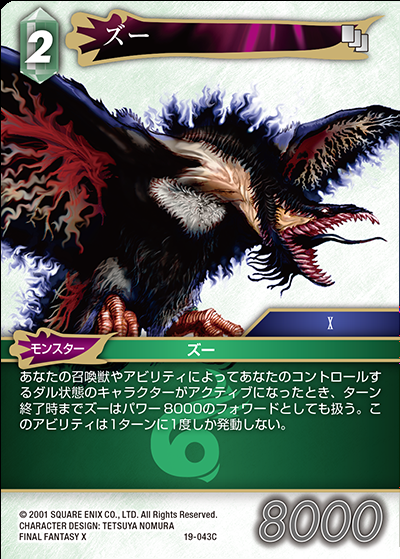 2
ズー
X
モンスター
ズー
あなたの召喚獣やアビリティによってあなたのコントロールす
るダル状態のキャラクターがアクティブになったとき、ターン
終了時までズーはパワー8000のフォワードとしても扱う。こ
のアビリティは1ターンに1度しか発動しない。
© 2001 SQUARE ENIX CO., LTD. All Rights Reserved.
CHARACTER DESIGN: TETSUYA NOMURA
FINAL FANTASY X
19-043C
8000